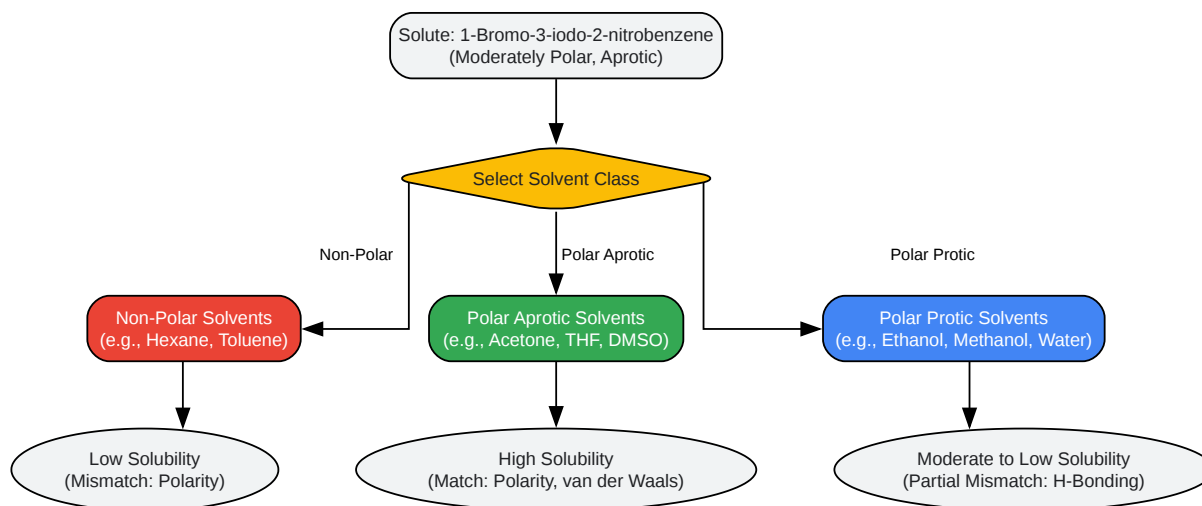 Solute: 1-Bromo-3-iodo-2-nitrobenzene
(Moderately Polar, Aprotic)
Select Solvent Class
Non-Polar
Polar Aprotic
Polar Protic
Non-Polar Solvents
(e.g., Hexane, Toluene)
Polar Aprotic Solvents
(e.g., Acetone, THF, DMSO)
Polar Protic Solvents
(e.g., Ethanol, Methanol, Water)
Low Solubility
(Mismatch: Polarity)
High Solubility
(Match: Polarity, van der Waals)
Moderate to Low Solubility
(Partial Mismatch: H-Bonding)